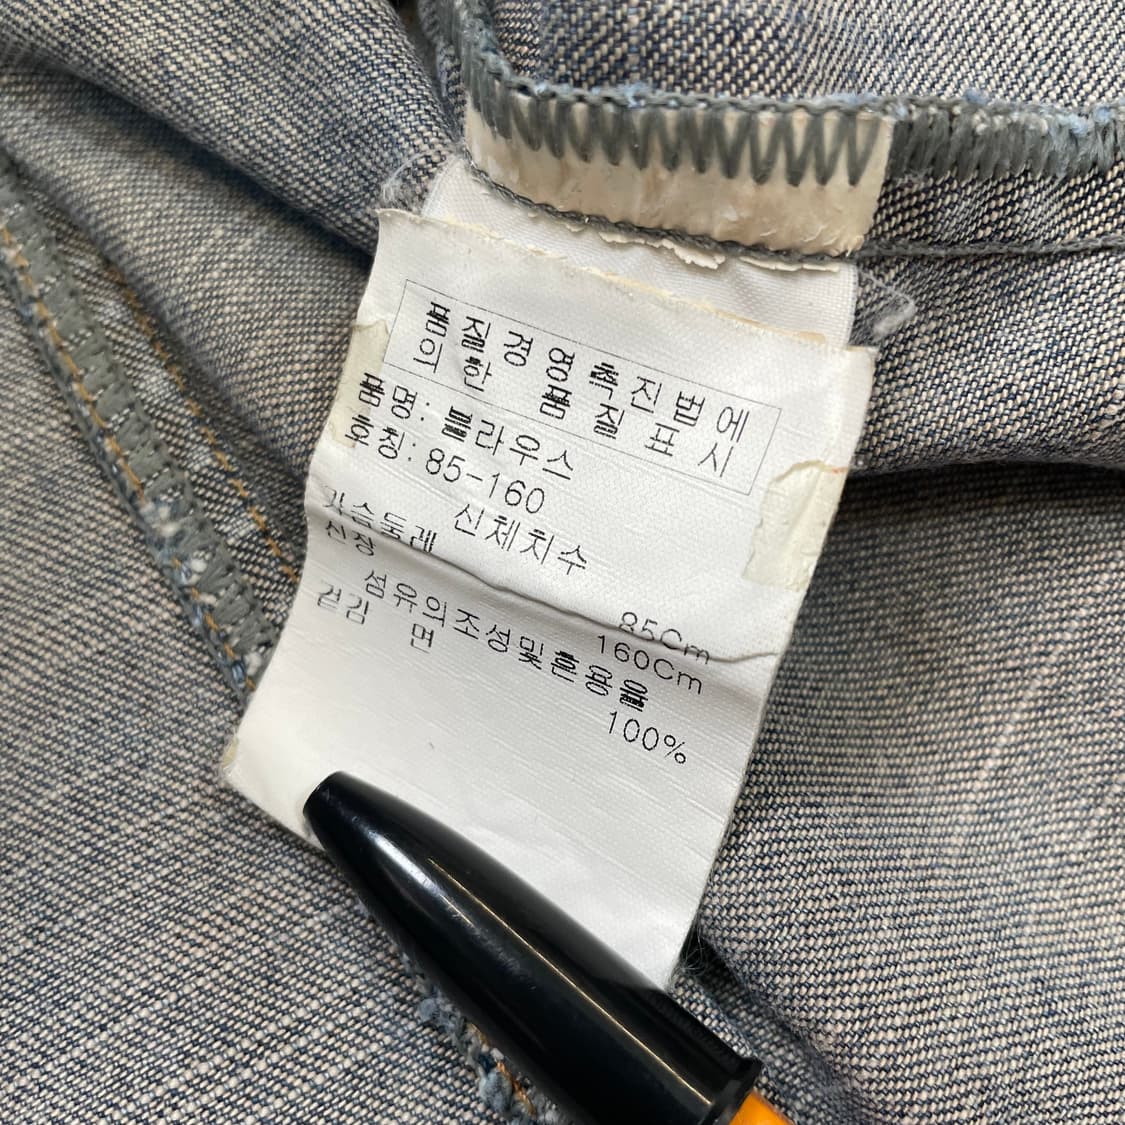 품질경영촉진법에
의한 품질표시
품명: 블라우스
호칭: 85-160
신체치수
가슴둘레 85Cm
신장 160Cm
섬유의조성및혼용율
겉감 면 100%